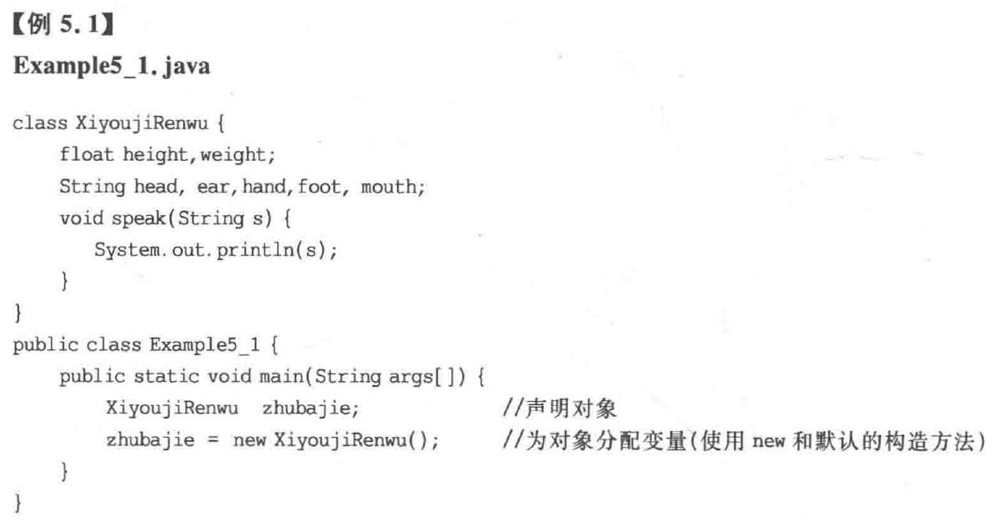 【例 5.1】
Example5_1.java
class XiyoujiRenwu {
    float height,weight;
    String head, ear,hand,foot, mouth;
    void speak(String s) {
       System.out.println(s);
    }
}
public class Example5_1 {
    public static void main(String args[]) {
        XiyoujiRenwu  zhubajie;            //声明对象
        zhubajie = new XiyoujiRenwu();     //为对象分配变量(使用 new 和默认的构造方法)
    }
}